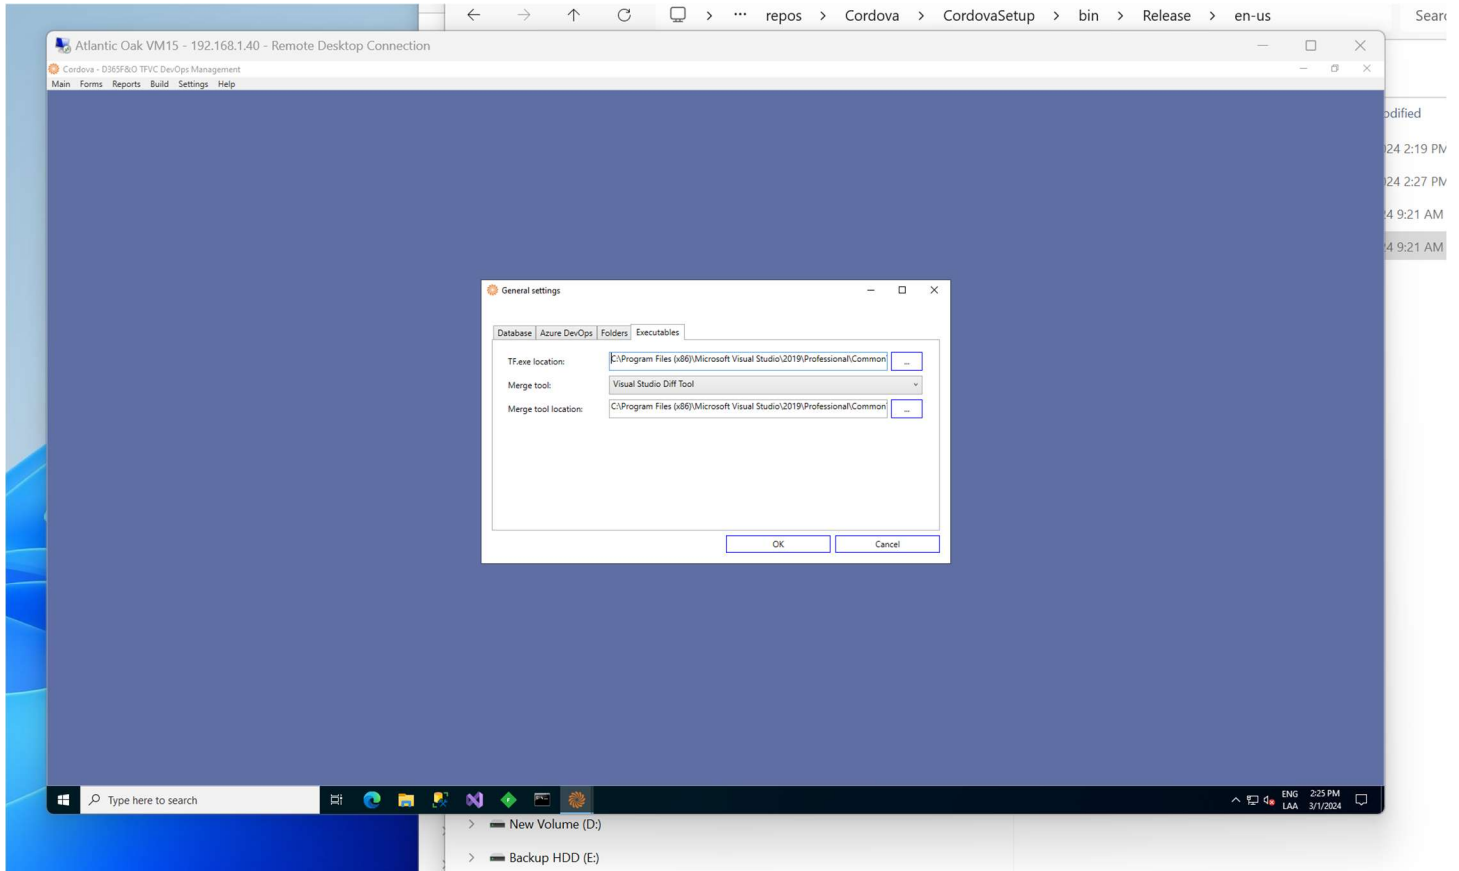 repos > Cordova > CordovaSetup > bin > Release > en-us
Atlantic Oak VM15 - 192.168.1.40 - Remote Desktop Connection
Cordova - D365F&O TFVC DevOps Management
Main Forms Reports Build Settings Help
24 2:19 PM
24 2:27 PM
4 9:21 AM
4 9:21 AM
General settings
Database Azure DevOps Folders Executables
TF.exe location: C:\Program Files (x86)\Microsoft Visual Studio\2019\Professional\Common ...
Merge tool: Visual Studio Diff Tool
Merge tool location: C:\Program Files (x86)\Microsoft Visual Studio\2019\Professional\Common ...
OK Cancel
Type here to search
ENG 2:25 PM
LAA 3/1/2024
New Volume (D:)
Backup HDD (E:)